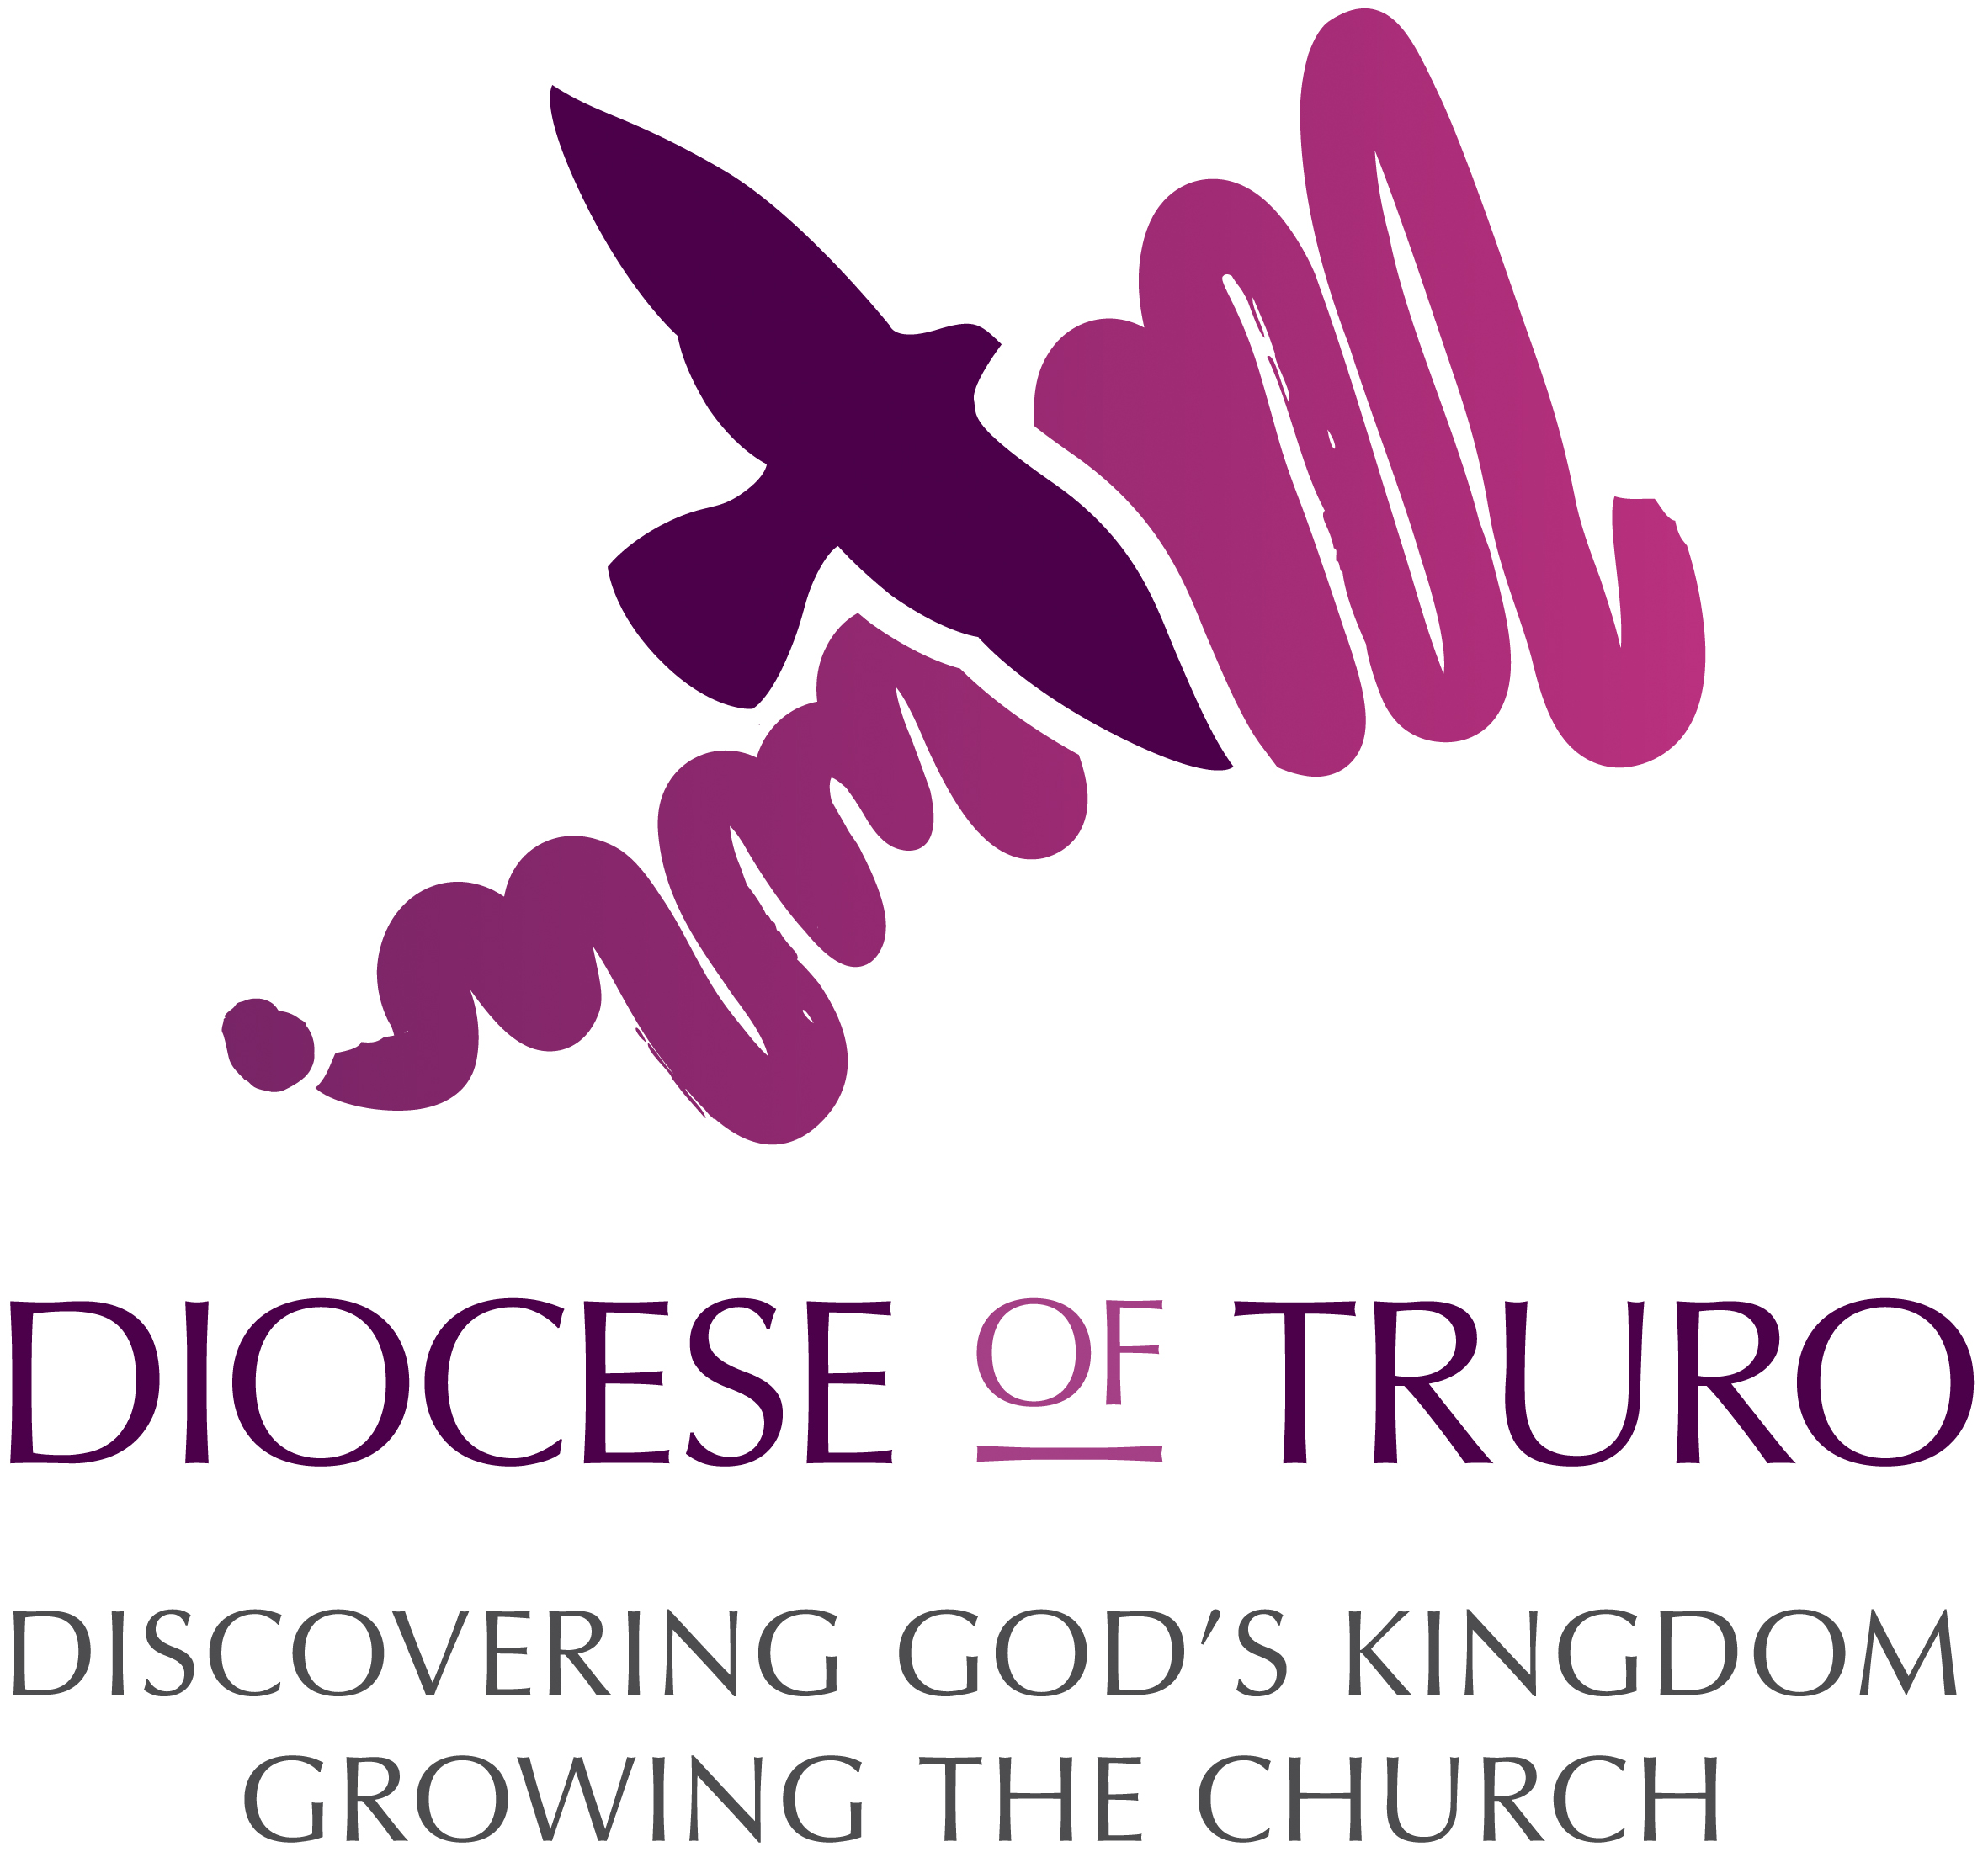 DIOCESE OF TRURO
DISCOVERING GOD’S KINGDOM
GROWING THE CHURCH